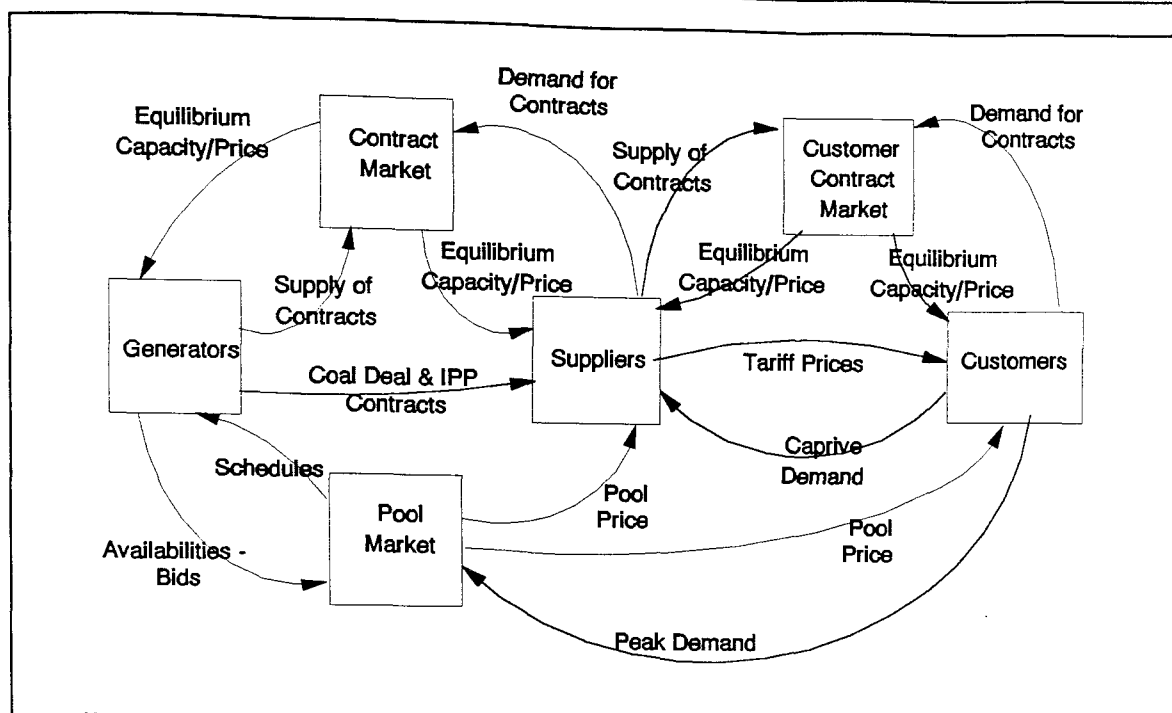 Demand for
Contracts
Equilibrium
Capacity/Price
Contract
Market
Supply of
Contracts
Customer
Contract
Market
Demand for
Contracts
Equilibrium
Capacity/Price
Equilibrium
Capacity/Price
Equilibrium
Capacity/Price
Supply of
Contracts
Generators
Suppliers
Tariff Prices
Customers
Coal Deal & IPP
Contracts
Caprive
Demand
Schedules
Pool
Market
Pool
Price
Pool
Price
Availabilities -
Bids
Peak Demand